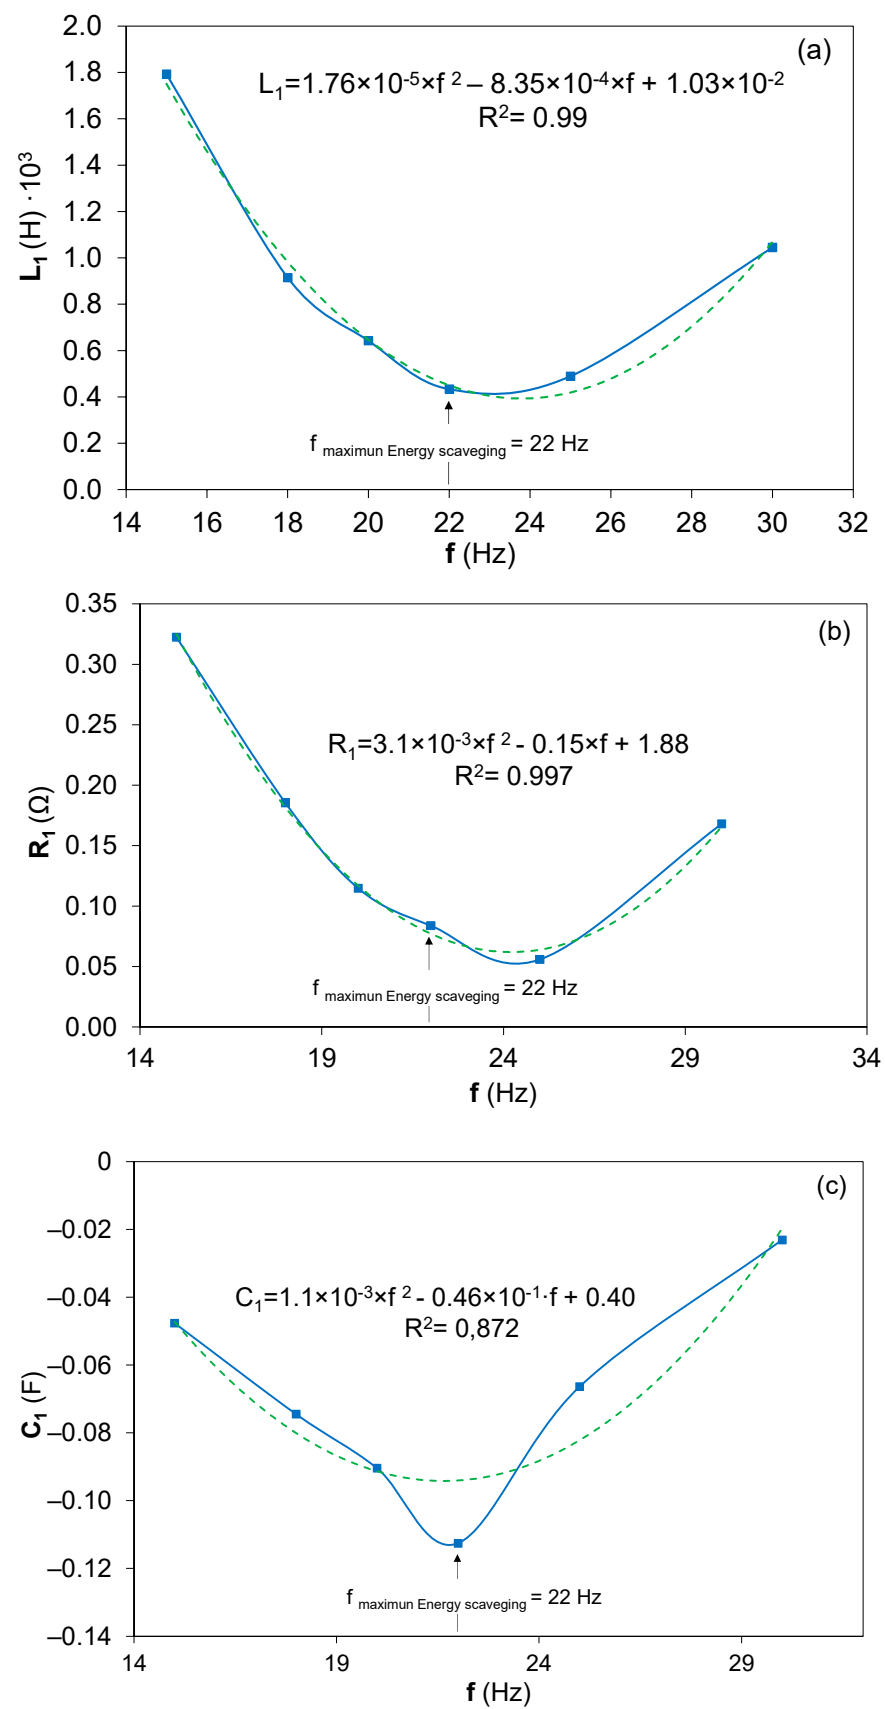 2.0
(a)
1.8
L1=1.76×10-5×f 2 – 8.35×10-4×f + 1.03×10-2
1.6
R2= 0.99
1.4
1.2
1.0
0.8
0.6
0.4
0.2
0.0
L1 (H) ·103
f maximun Energy scaveging = 22 Hz
14 16 18 20 22 24 26 28 30 32
f (Hz)
0.35
(b)
0.30
0.25
R1=3.1×10-3×f 2 - 0.15×f + 1.88
R2= 0.997
0.20
0.15
0.10
0.05
0.00
R1 (Ω)
f maximun Energy scaveging = 22 Hz
14 19 24 29 34
f (Hz)
0
(c)
–0.02
–0.04
C1=1.1×10-3×f 2 - 0.46×10-1·f + 0.40
R2= 0,872
–0.06
–0.08
–0.10
–0.12
–0.14
C1 (F)
f maximun Energy scaveging = 22 Hz
14 19 24 29
f (Hz)